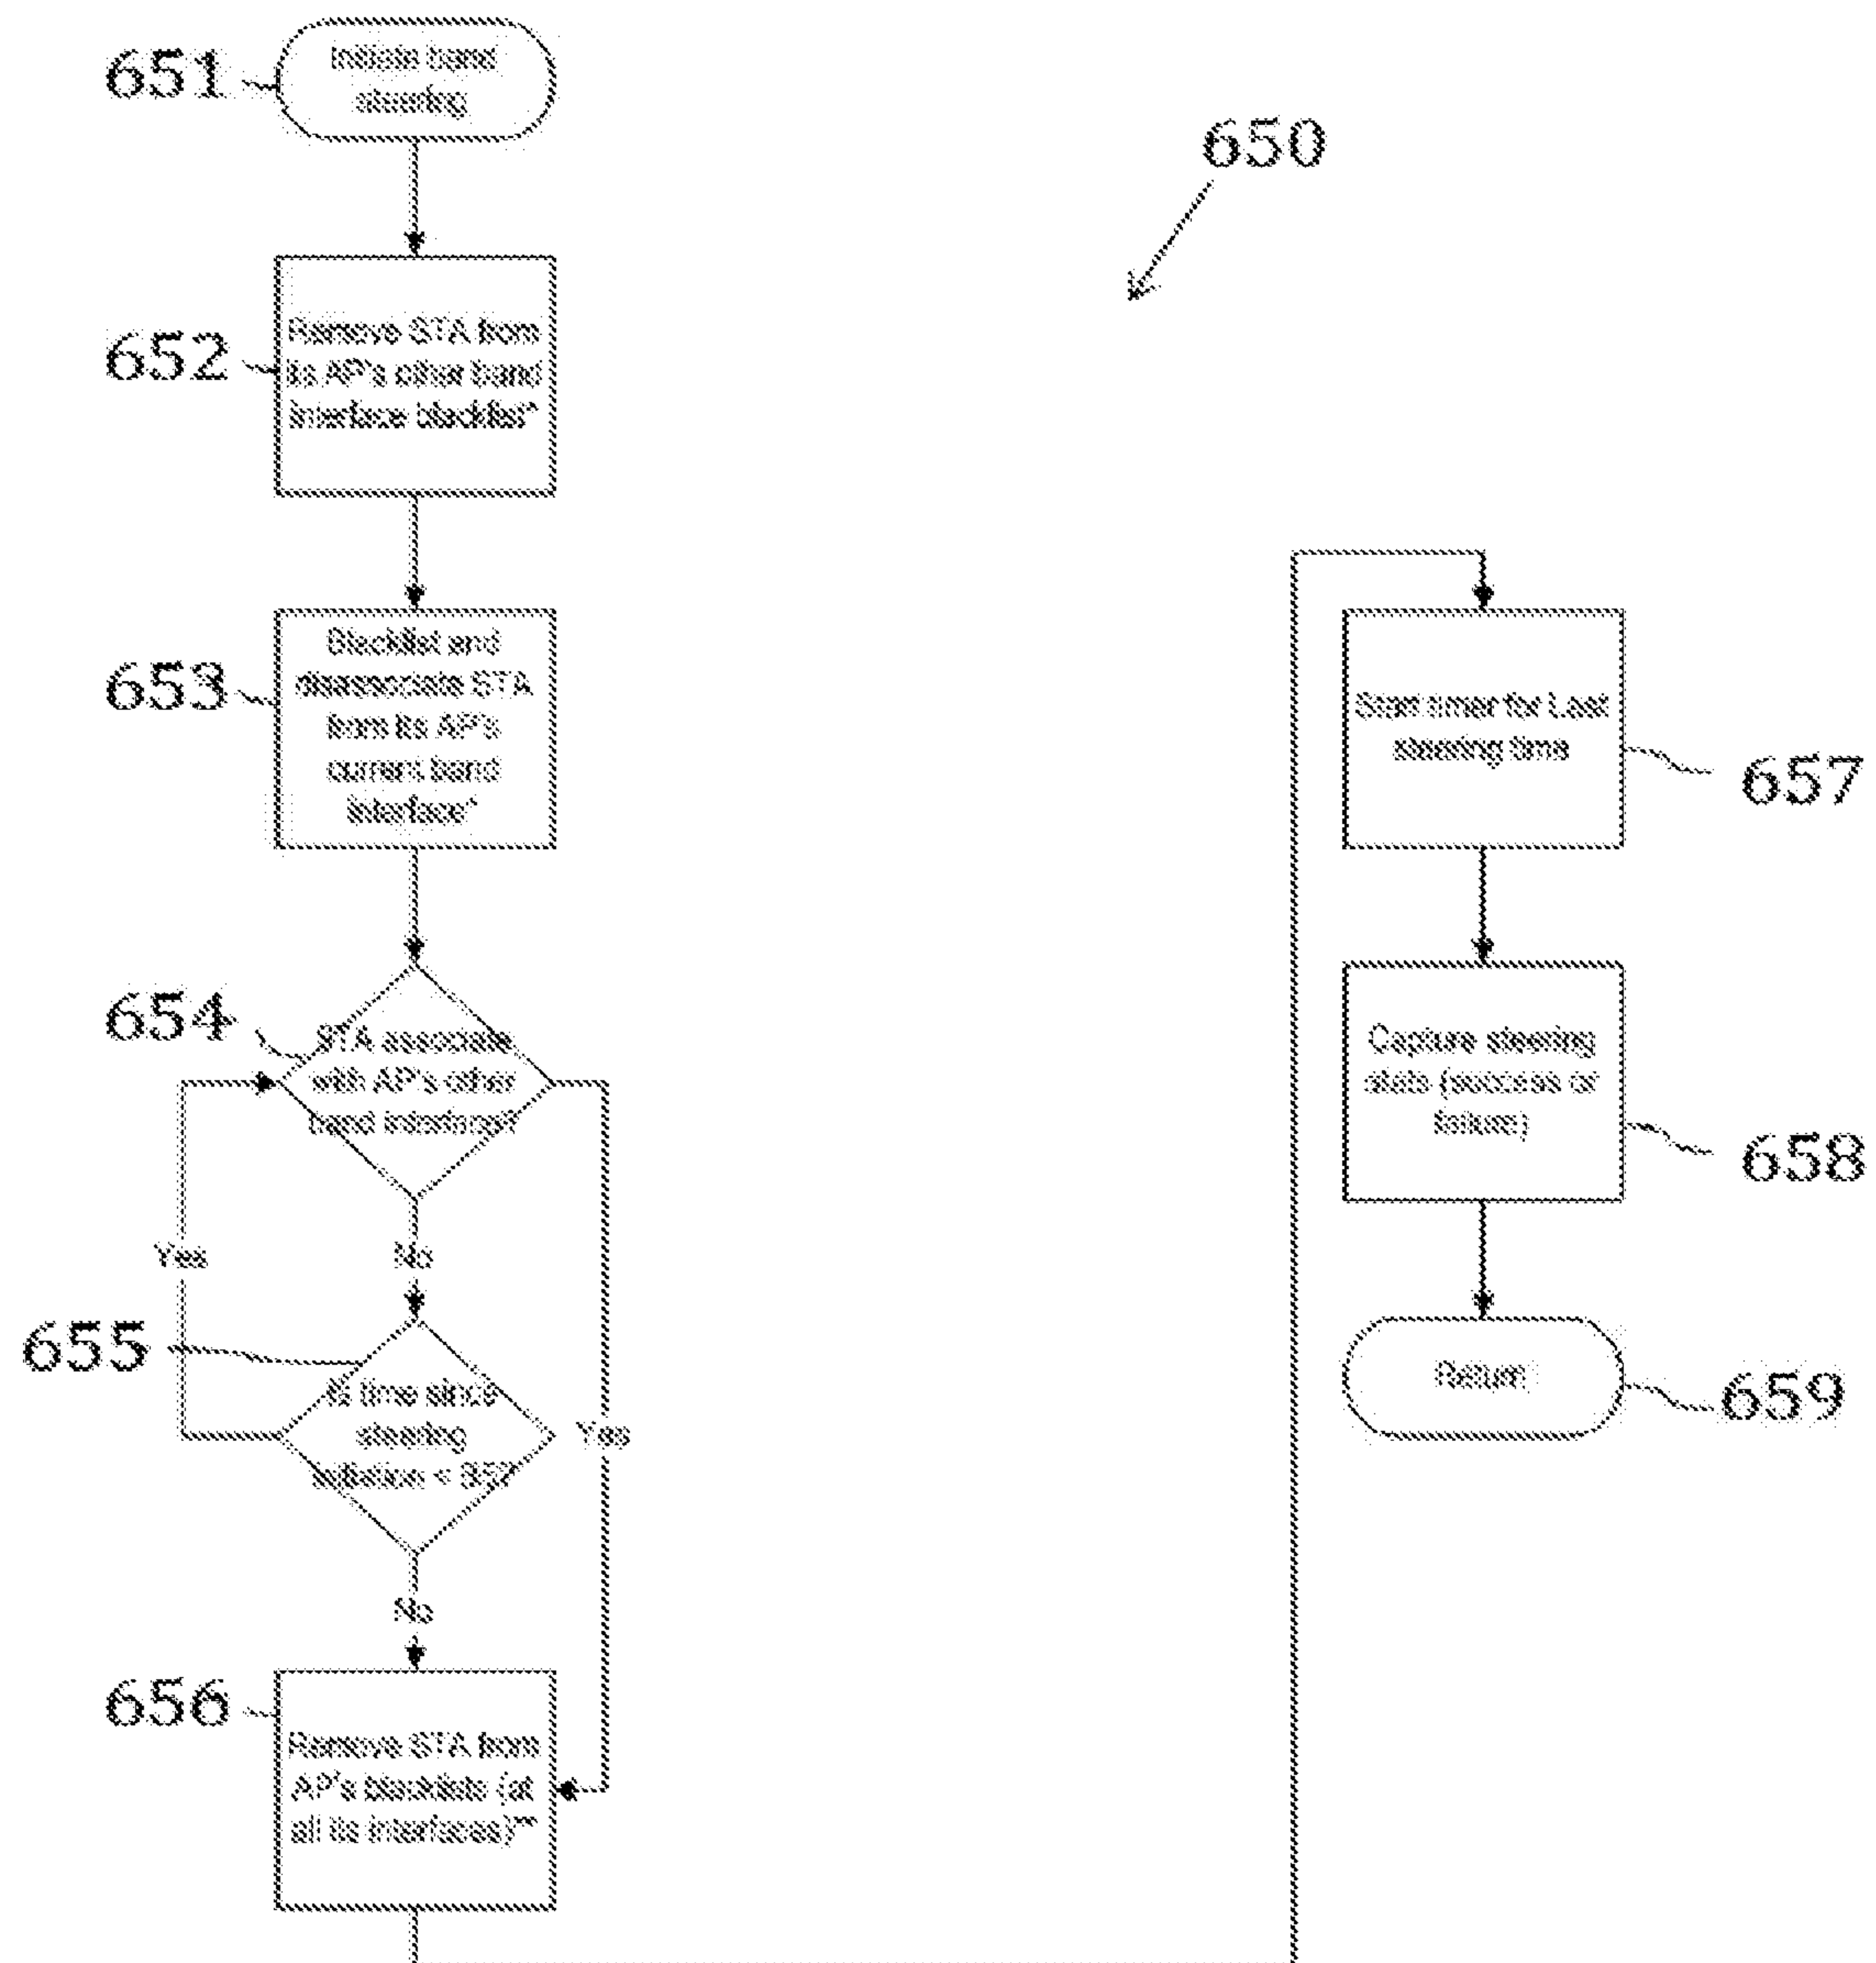 651
Initiate band
steering
650
652
Remove STA from
its AP's other band
interface blacklist*
653
Blacklist and
disassociate STA
from its AP's
current band
interface*
654
STA associate
with AP's other
band interface?
Yes
No
655
Is time since
steering
initiation <
Yes
No
656
Remove STA from
AP's blacklists (at
all its interfaces)**
Start timer for Last
steering time
657
Capture steering
stats (success or
failure)
658
Return
659